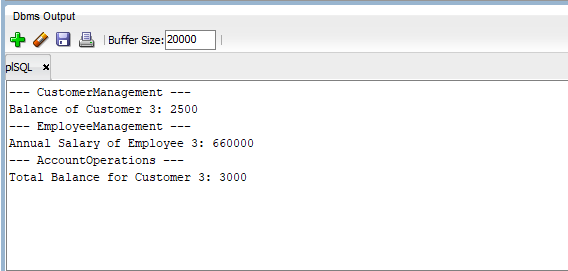 Dbms Output
Buffer Size: 20000
plSQL
--- CustomerManagement ---
Balance of Customer 3: 2500
--- EmployeeManagement ---
Annual Salary of Employee 3: 660000
--- AccountOperations ---
Total Balance for Customer 3: 3000